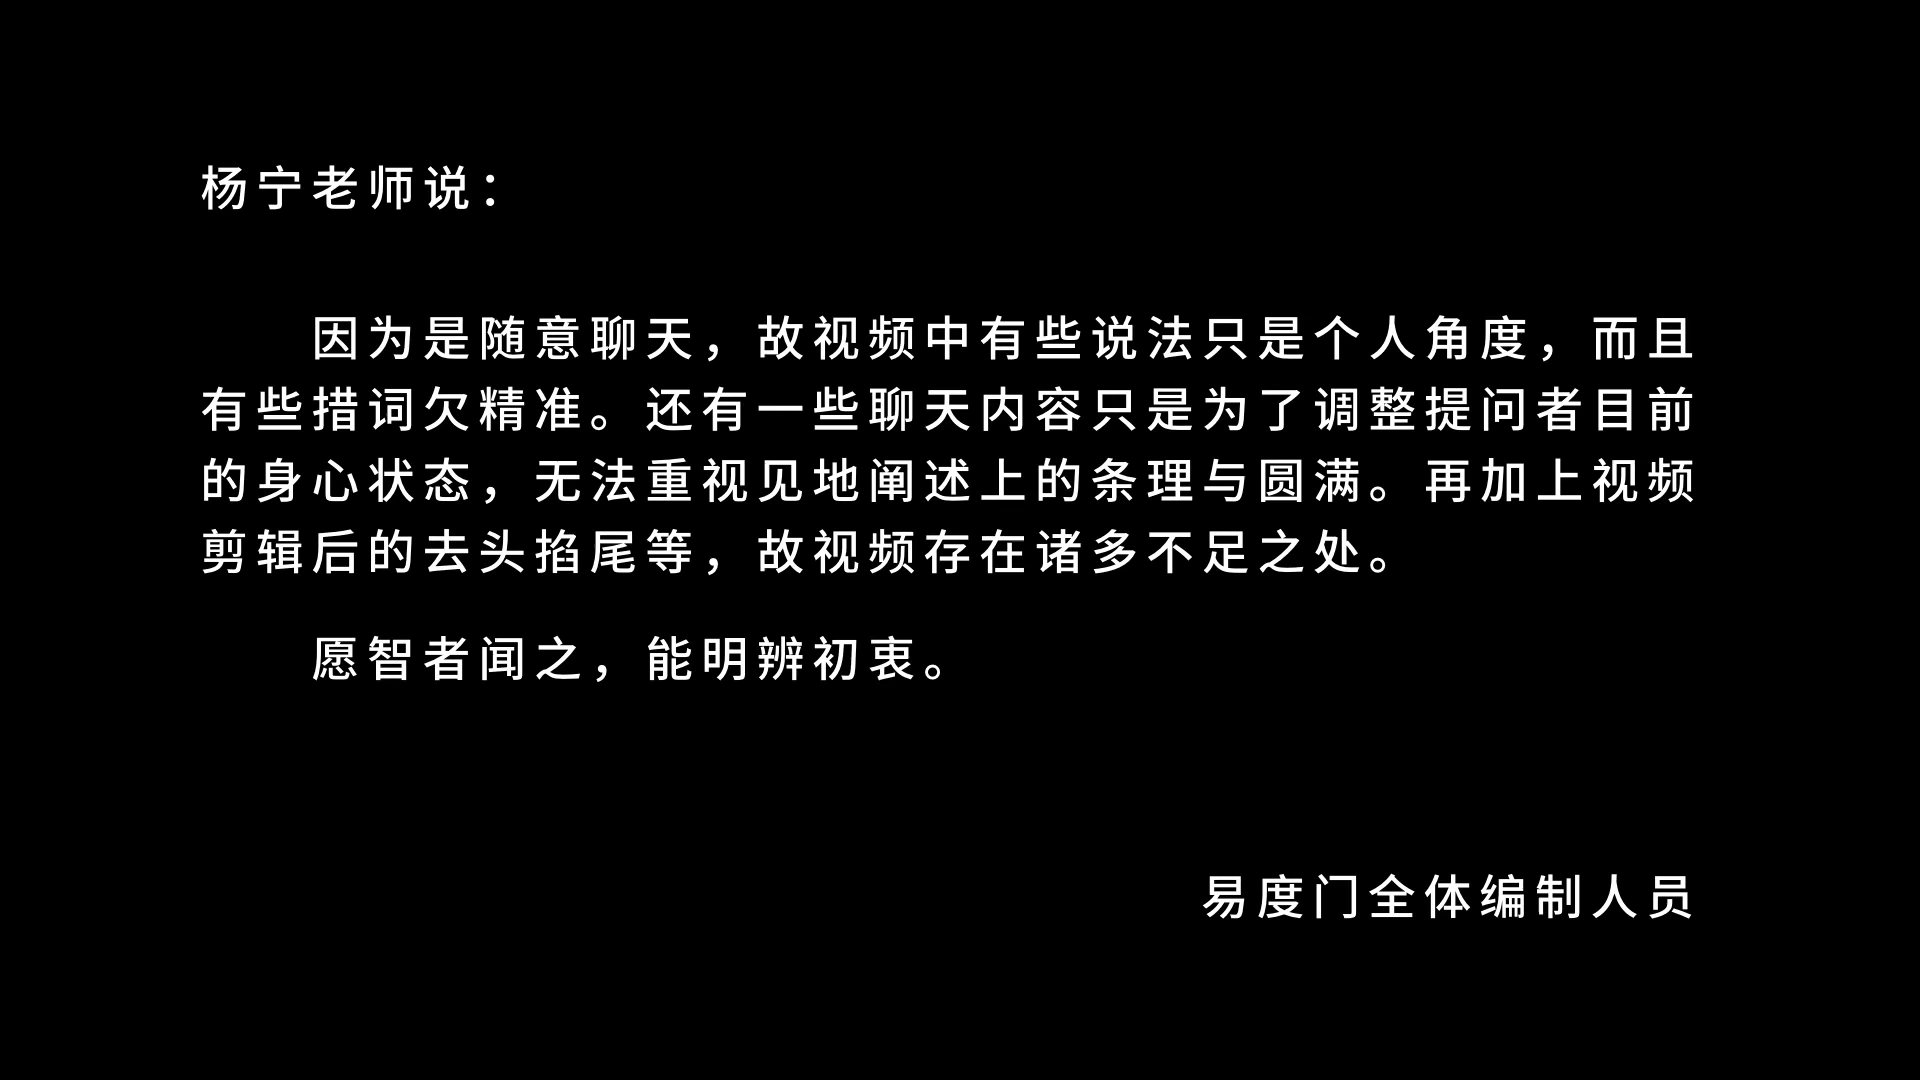 杨宁老师说：
因为是随意聊天，故视频中有些说法只是个人角度，而且
有些措词欠精准。还有一些聊天内容只是为了调整提问者目前
的身心状态，无法重视见地阐述上的条理与圆满。再加上视频
剪辑后的去头掐尾等，故视频存在诸多不足之处。
愿智者闻之，能明辨初衷。
易度门全体编制人员